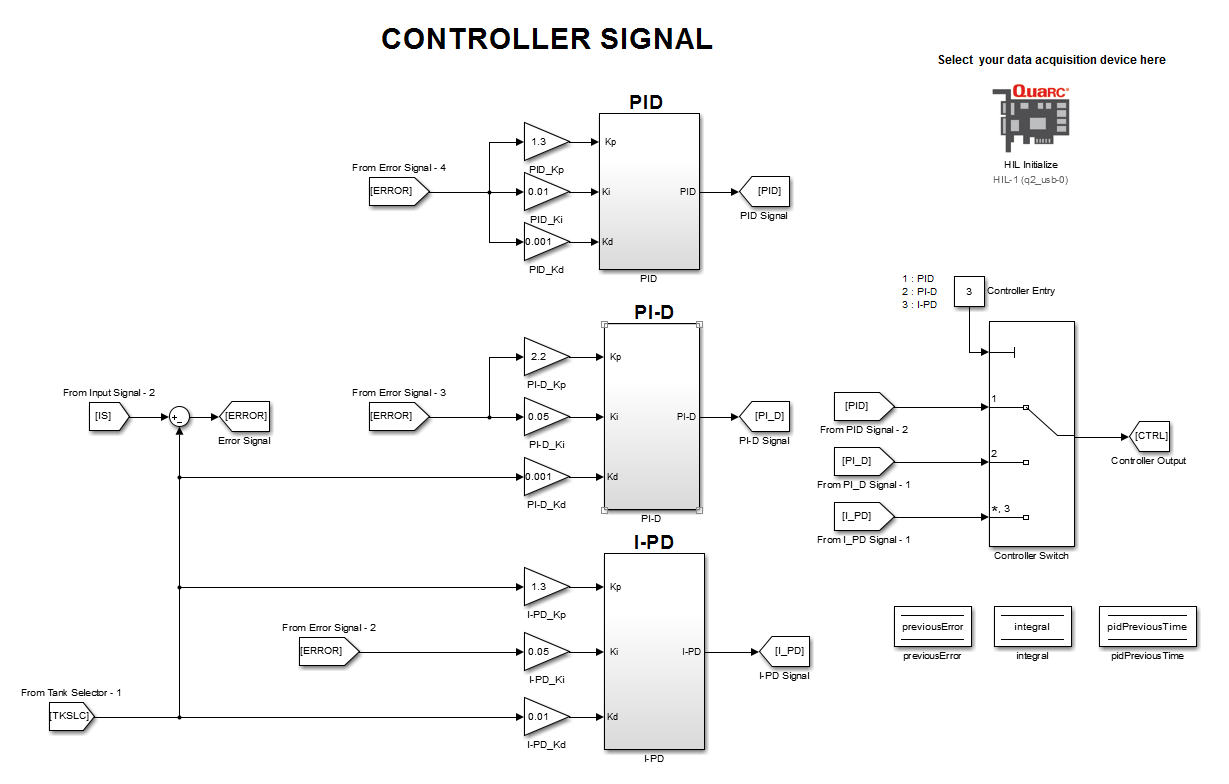 CONTROLLER SIGNAL
Select your data acquisition device here
QUARC®
HIL Initialize
HIL-1 (q2_usb-0)
PID
From Error Signal - 4
[ERROR]
1.3
PID_Kp
0.01
PID_Ki
0.001
PID_Kd
Kp
Ki
Kd
PID
PID
[PID]
PID Signal
PI-D
From Error Signal - 3
[ERROR]
2.2
PI-D_Kp
0.05
PI-D_Ki
0.001
PI-D_Kd
Kp
Ki
Kd
PI-D
PI-D
[PI_D]
PI-D Signal
From Input Signal - 2
[IS]
+
-
[ERROR]
Error Signal
I-PD
1.3
I-PD_Kp
From Error Signal - 2
[ERROR]
0.05
I-PD_Ki
From Tank Selector - 1
[TKSLC]
0.01
I-PD_Kd
Kp
Ki
Kd
I-PD
I-PD
[I_PD]
I-PD Signal
1 : PID
2 : PI-D
3 : I-PD
3
Controller Entry
[PID]
From PID Signal - 2
[PI_D]
From PI_D Signal - 1
[I_PD]
From I_PD Signal - 1
1
2
*, 3
Controller Switch
[CTRL]
Controller Output
previousError
previousError
integral
integral
pidPreviousTime
pidPreviousTime